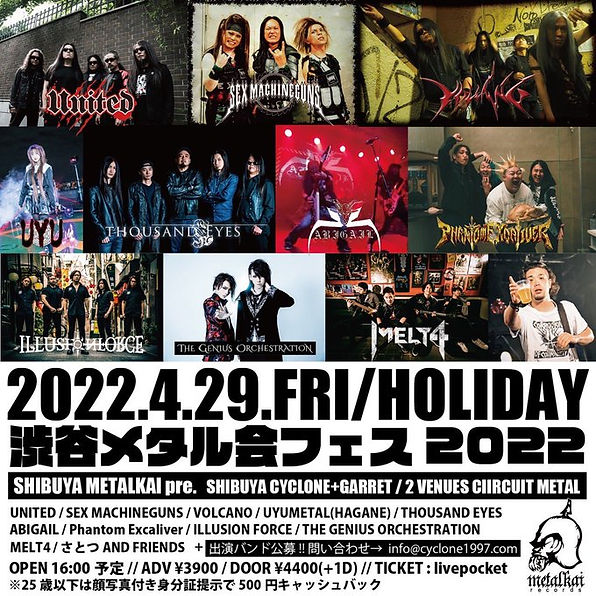 United
SEX MACHINEGUNS
UYU
THOUSAND EYES
ABIGAIL
PHANTOM EXCALIVER
ILLUSION FORCE
THE GENIUS ORCHESTRATION
MELT4
2022.4.29.FRI/HOLIDAY
渋谷メタル会フェス 2022
SHIBUYA METALKAI pre. SHIBUYA CYCLONE+GARRET / 2 VENUES CIIRCUIT METAL
UNITED / SEX MACHINEGUNS / VOLCANO / UYUMETAL(HAGANE) / THOUSAND EYES
ABIGAIL / Phantom Excaliver / ILLUSION FORCE / THE GENIUS ORCHESTRATION
MELT4 / さとつ AND FRIENDS + 出演バンド公募!!問い合わせ→ info@cyclone1997.com
OPEN 16:00 予定 // ADV ¥3900 / DOOR ¥4400(+1D) // TICKET : livepocket
※25 歳以下は顔写真付き身分証提示で 500 円キャッシュバック
metalkai
records